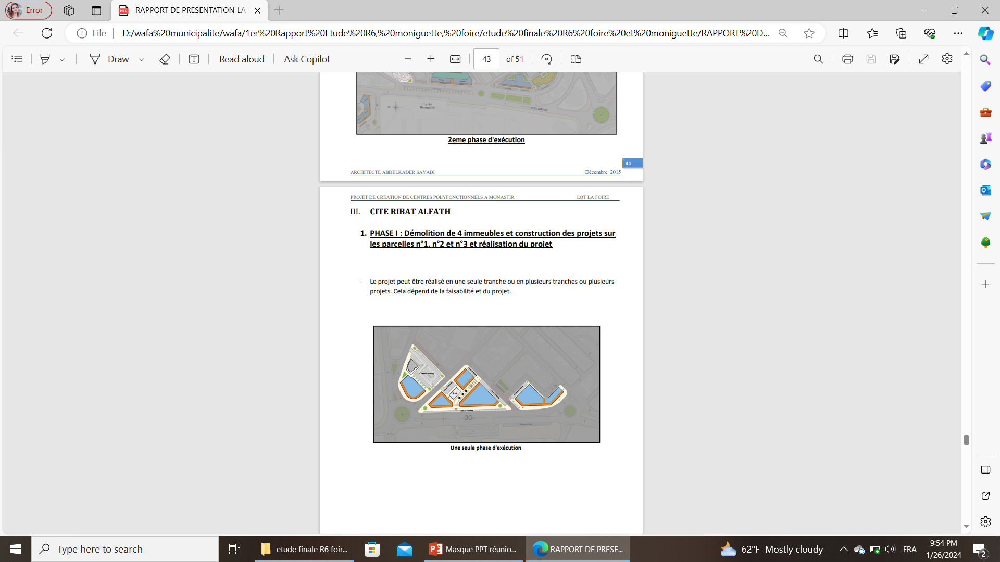 Error
RAPPORT DE PRESENTATION LA
File
D:/wafa%20municipalite/wafa/1er%20Rapport%20Etude%20R6,%20moniguette,%20foire/etude%20finale%20R6%20foire%20et%20moniguette/RAPPORT%20D...
Draw
Read aloud
Ask Copilot
43
of 51
Lycée
Bourguiba
2eme phase d'exécution
41
ARCHITECTE ABDELKADER SAYADI
Décembre 2015
PROJET DE CREATION DE CENTRES POLYFONCTIONNELS A MONASTIR
LOT LA FOIRE
III. CITE RIBAT ALFATH
1. PHASE I : Démolition de 4 immeubles et construction des projets sur
les parcelles n°1, n°2 et n°3 et réalisation du projet
- Le projet peut être réalisé en une seule tranche ou en plusieurs tranches ou plusieurs
projets. Cela dépend de la faisabilité et du projet.
R+4
30
Une seule phase d'exécution
Type here to search
etude finale R6 foir...
Masque PPT réunio...
RAPPORT DE PRESE...
62°F Mostly cloudy
FRA
9:54 PM
1/26/2024
2